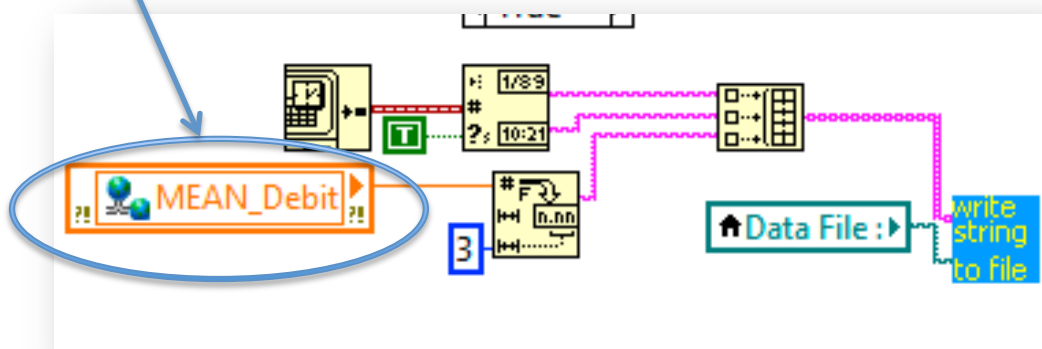 1/89
#
T
?s 10:21
MEAN_Debit
?!
?!
#
F
n.nn
3
Data File :
write
string
to file